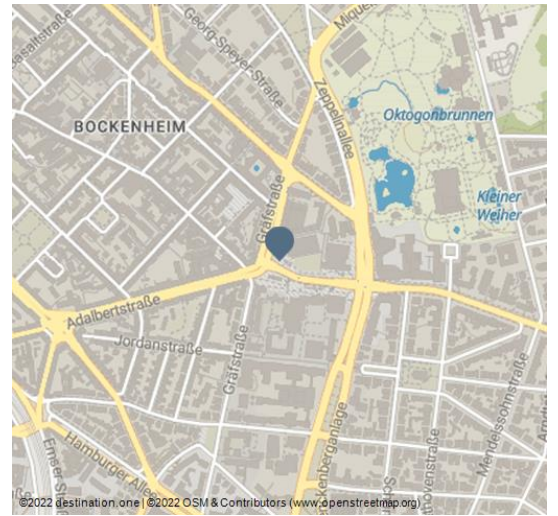 Basaltstraße
Georg-Speyer-Straße
Zeppelinallee
BOCKENHEIM
Oktogonbrunnen
Kleiner
Weiher
Gräfstraße
Adalbertstraße
Jordanstraße
Gräfstraße
Mendelssohnstraße
Hamburger Allee
©2022 destination.one | ©2022 OSM & Contributors (www.openstreetmap.org)